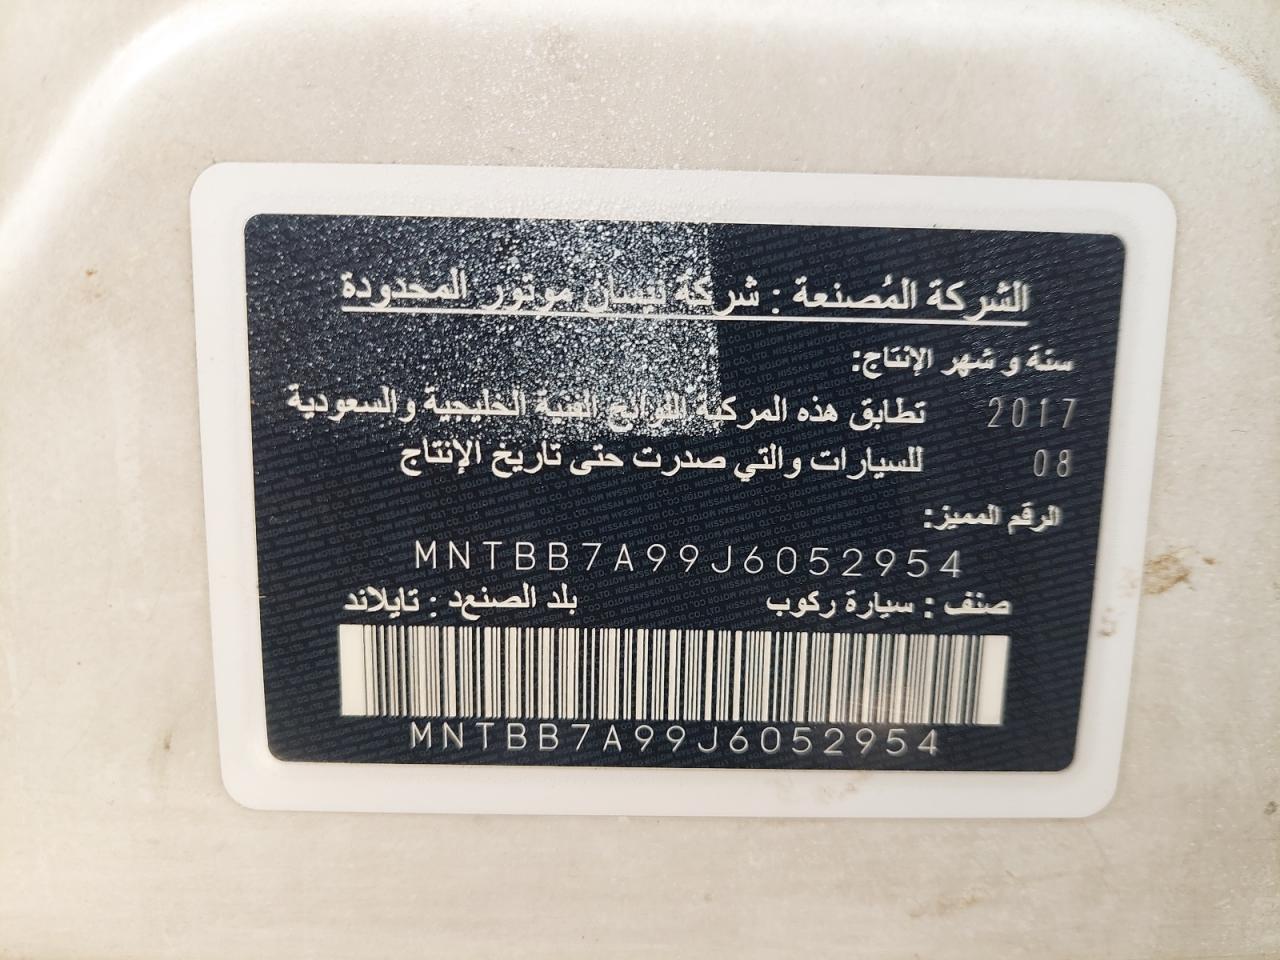 الشركة المُصنعة : شركة نيسان موتور المحدودة
سنة و شهر الإنتاج:
2017 تطابق هذه المركبة اللوائح الفنية الخليجية والسعودية
08 للسيارات والتي صدرت حتى تاريخ الإنتاج
الرقم المميز:
MNTBB7A99J6052954
صنف : سيارة ركوب بلد الصنع : تايلاند
MNTBB7A99J6052954